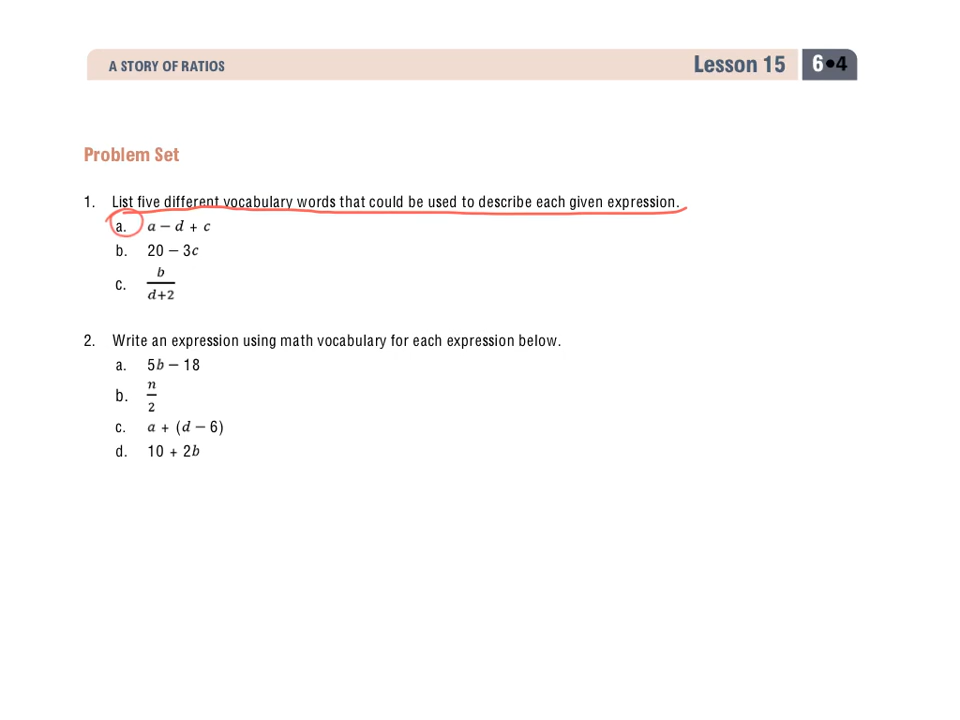 A STORY OF RATIOS
Lesson 15
6•4
Problem Set
1. List five different vocabulary words that could be used to describe each given expression.
a. a − d + c
b. 20 − 3c
c. b/(d+2)
2. Write an expression using math vocabulary for each expression below.
a. 5b − 18
b. n/2
c. a + (d − 6)
d. 10 + 2b